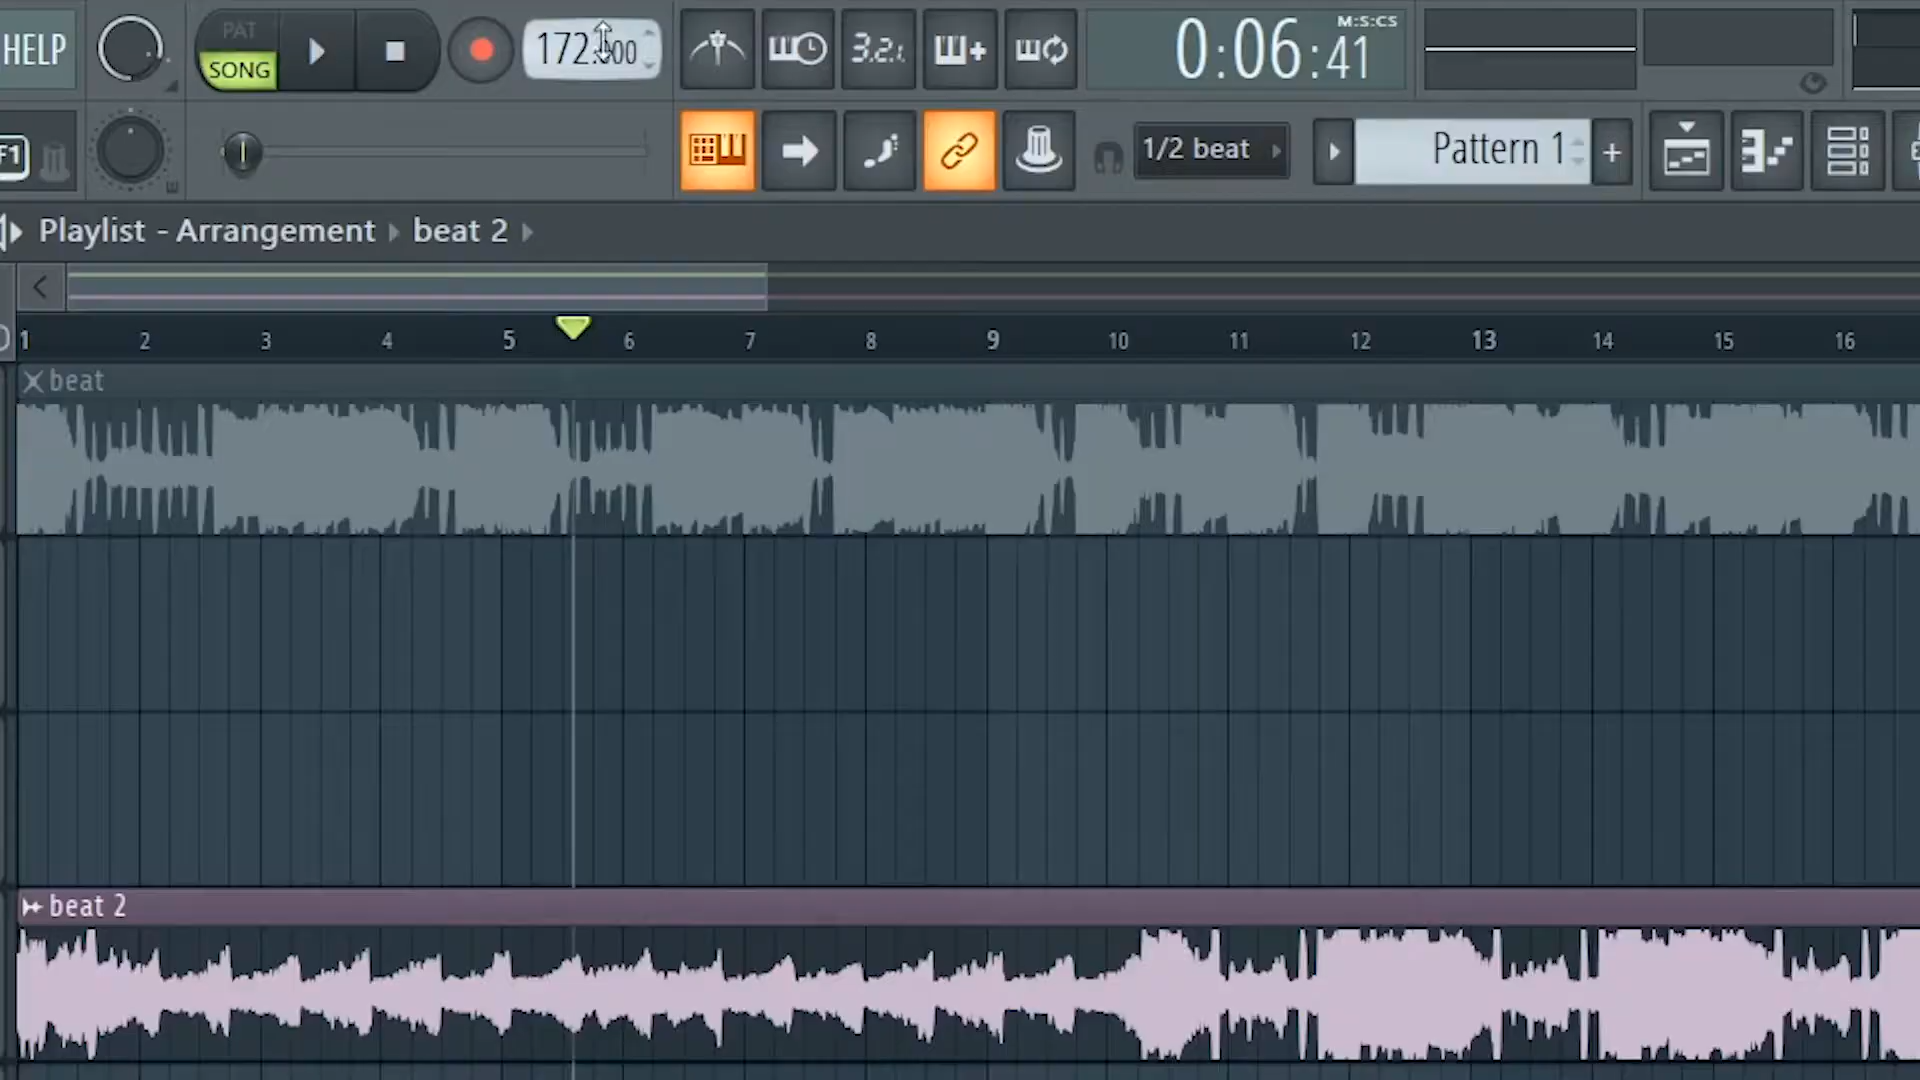 HELP
PAT
SONG
172.000
3.2.
M:S:CS
0:06:41
F1
1/2 beat
Pattern 1
+
Playlist - Arrangement
beat 2
1 2 3 4 5 6 7 8 9 10 11 12 13 14 15 16
beat
beat 2